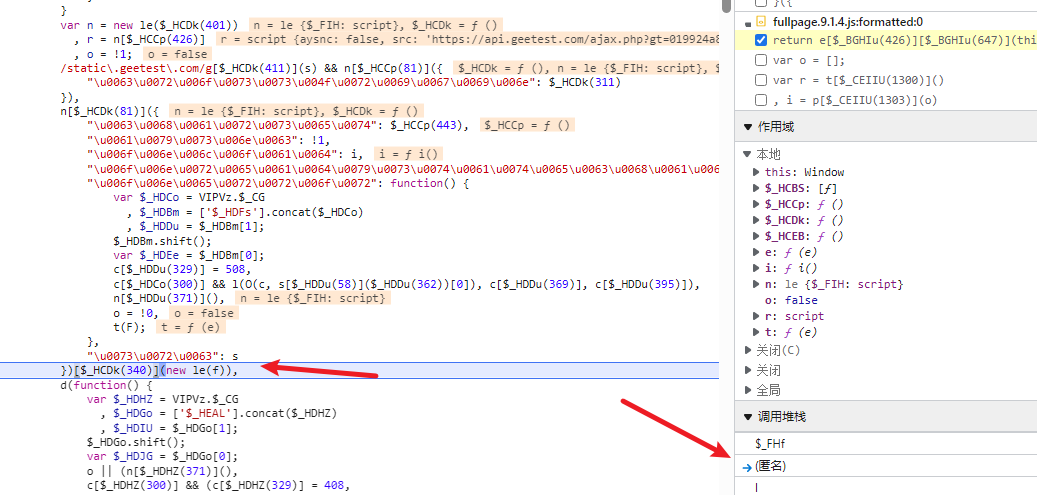 }
var n = new le($_HCDk(401)) n = le {$_FIH: script}, $_HCDk = ƒ ()
, r = n[$_HCCp(426)] r = script {aysnc: false, src: 'https://api.geetest.com/ajax.php?gt=019924a8
, o = !1; o = false
/static\.geetest\.com/g[$_HCDk(411)](s) && n[$_HCCp(81)]({ $_HCDk = ƒ (), n = le {$_FIH: script}, $
"\u0063\u0072\u006f\u0073\u0073\u004f\u0072\u0069\u0067\u0069\u006e": $_HCDk(311)
}),
n[$_HCDk(81)]({ n = le {$_FIH: script}, $_HCDk = ƒ ()
"\u0063\u0068\u0061\u0072\u0073\u0065\u0074": $_HCCp(443), $_HCCp = ƒ ()
"\u0061\u0079\u0073\u006e\u0063": !1,
"\u006f\u006e\u006c\u006f\u0061\u0064": i, i = ƒ i()
"\u006f\u006e\u0072\u0065\u0061\u0064\u0079\u0073\u0074\u0061\u0074\u0065\u0063\u0068\u0061\u006
"\u006f\u006e\u0065\u0072\u0072\u006f\u0072": function() {
var $_HDCo = VIPVz.$_CG
, $_HDBm = ['$_HDFs'].concat($_HDCo)
, $_HDDu = $_HDBm[1];
$_HDBm.shift();
var $_HDEe = $_HDBm[0];
c[$_HDDu(329)] = 508,
c[$_HDCo(300)] && l(O(c, s[$_HDDu(58)]($_HDDu(362))[0]), c[$_HDDu(369)], c[$_HDDu(395)]),
n[$_HDDu(371)](), n = le {$_FIH: script}
o = !0, o = false
t(F); t = ƒ (e)
},
"\u0073\u0072\u0063": s
})[$_HCDk(340)](new le(f)),
d(function() {
var $_HDHZ = VIPVz.$_CG
, $_HDGo = ['$_HEAL'].concat($_HDHZ)
, $_HDIU = $_HDGo[1];
$_HDGo.shift();
var $_HDJG = $_HDGo[0];
o || (n[$_HDHZ(371)](),
c[$_HDHZ(300)] && (c[$_HDHZ(329)] = 408,
fullpage.9.1.4.js:formatted:0
return e[$_BGHIu(426)][$_BGHIu(647)](thi
var o = [];
var r = t[$_CEIIU(1300)]()
, i = p[$_CEIIU(1303)](o)
作用域
本地
this: Window
$_HCBS: [ƒ]
$_HCCp: ƒ ()
$_HCDk: ƒ ()
$_HCEB: ƒ ()
e: ƒ (e)
i: ƒ i()
n: le {$_FIH: script}
o: false
r: script
t: ƒ (e)
关闭(C)
关闭
全局
调用堆栈
$_FHf
(匿名)